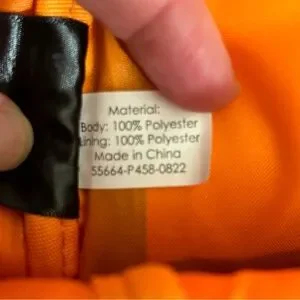 Material:
Body: 100% Polyester
Lining: 100% Polyester
Made in China
55664-P458-0822